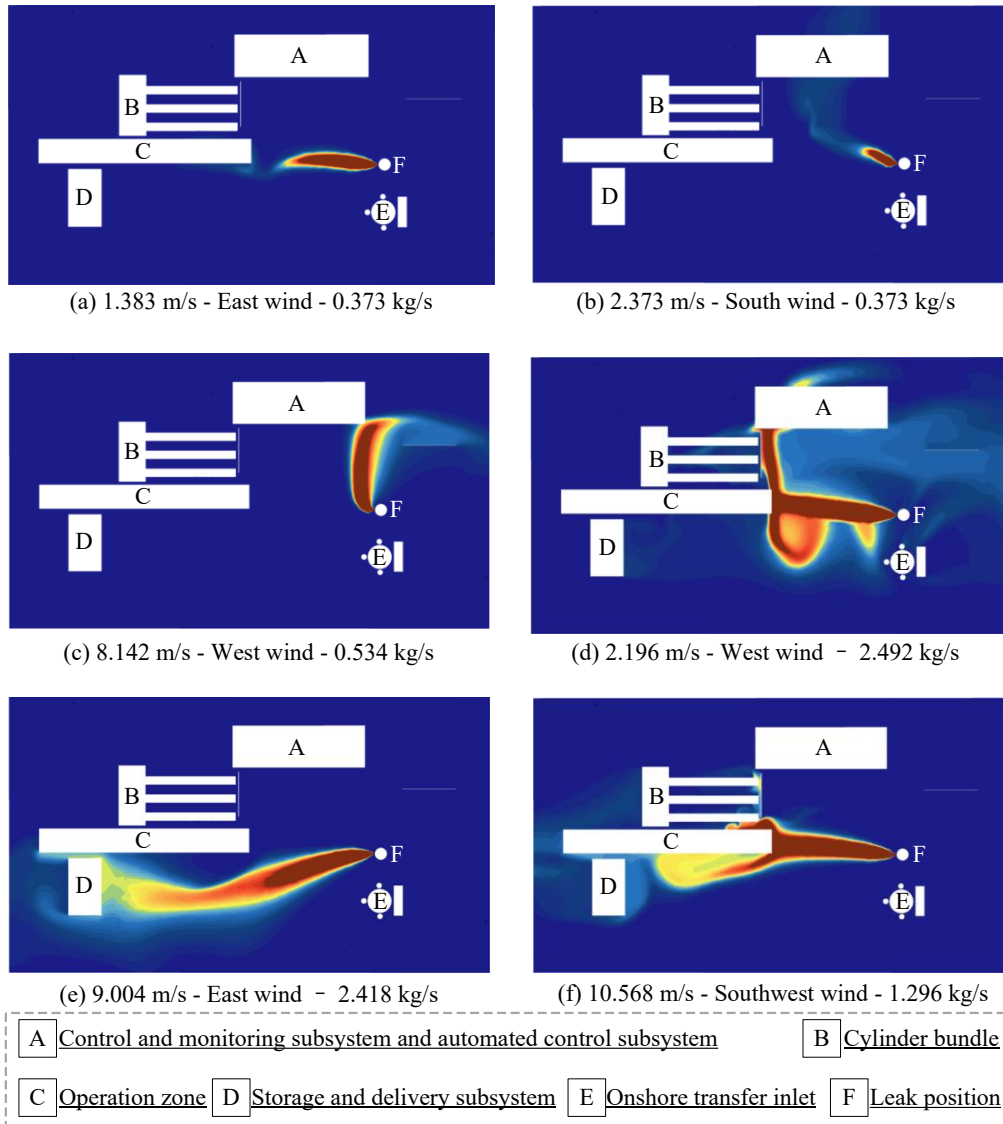 A
B
C
F
D
E
(a) 1.383 m/s - East wind - 0.373 kg/s
A
B
C
F
D
E
(b) 2.373 m/s - South wind - 0.373 kg/s
A
B
C
F
D
E
(c) 8.142 m/s - West wind - 0.534 kg/s
A
B
C
F
D
E
(d) 2.196 m/s - West wind - 2.492 kg/s
A
B
C
F
D
E
(e) 9.004 m/s - East wind - 2.418 kg/s
A
B
C
F
D
E
(f) 10.568 m/s - Southwest wind - 1.296 kg/s
A Control and monitoring subsystem and automated control subsystem B Cylinder bundle
C Operation zone D Storage and delivery subsystem E Onshore transfer inlet F Leak position